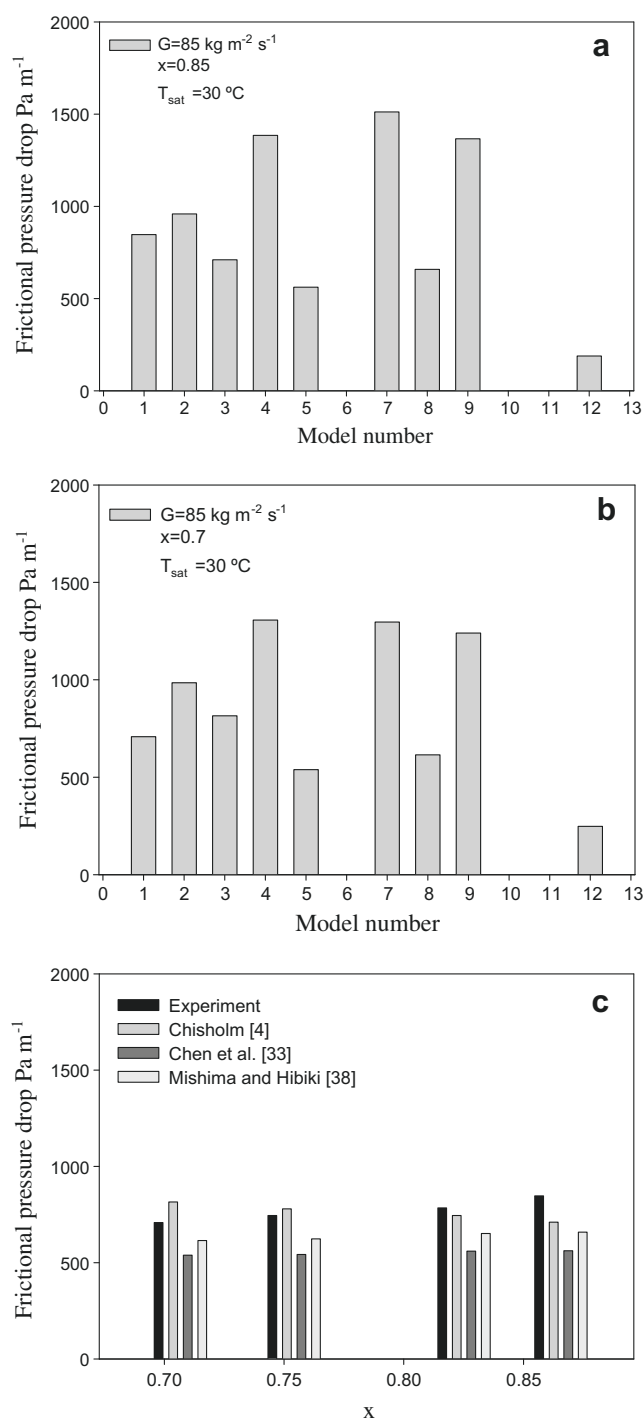 2000
1500
1000
500
0
Frictional pressure drop Pa m⁻¹
G=85 kg m⁻² s⁻¹
x=0.85
T_sat =30 ºC
a
0 1 2 3 4 5 6 7 8 9 10 11 12 13
Model number
2000
1500
1000
500
0
Frictional pressure drop Pa m⁻¹
G=85 kg m⁻² s⁻¹
x=0.7
T_sat =30 ºC
b
0 1 2 3 4 5 6 7 8 9 10 11 12 13
Model number
2000
1500
1000
500
0
Frictional pressure drop Pa m⁻¹
Experiment
Chisholm [4]
Chen et al. [33]
Mishima and Hibiki [38]
c
0.70 0.75 0.80 0.85
x